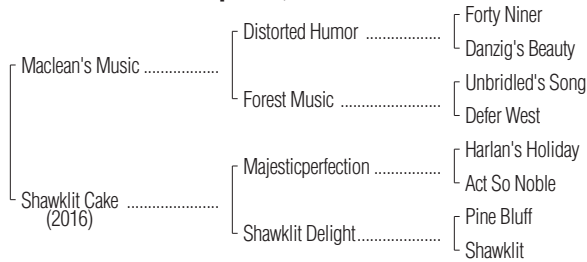 Forty Niner
Distorted Humor ..................
Danzig's Beauty
Maclean's Music ..................
Unbridled's Song
Forest Music ......................
Defer West
Harlan's Holiday
Majesticperfection ................
Act So Noble
Shawklit Cake ......................
(2016)
Pine Bluff
Shawklit Delight.....................
Shawklit